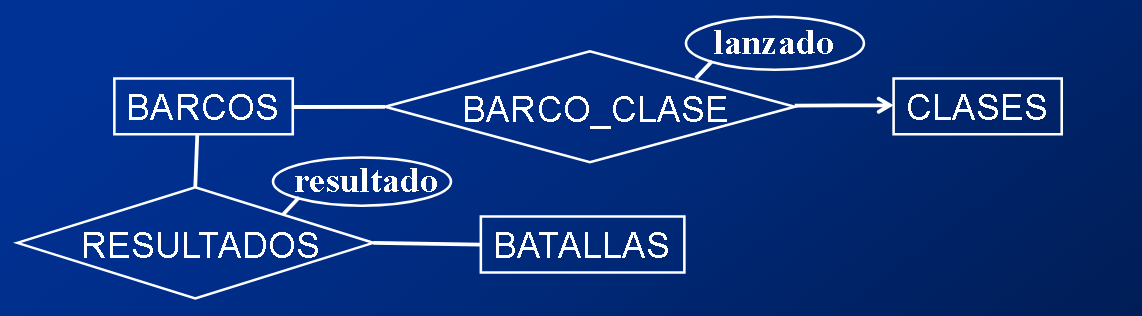 lanzado
BARCOS
BARCO_CLASE
CLASES
resultado
RESULTADOS
BATALLAS